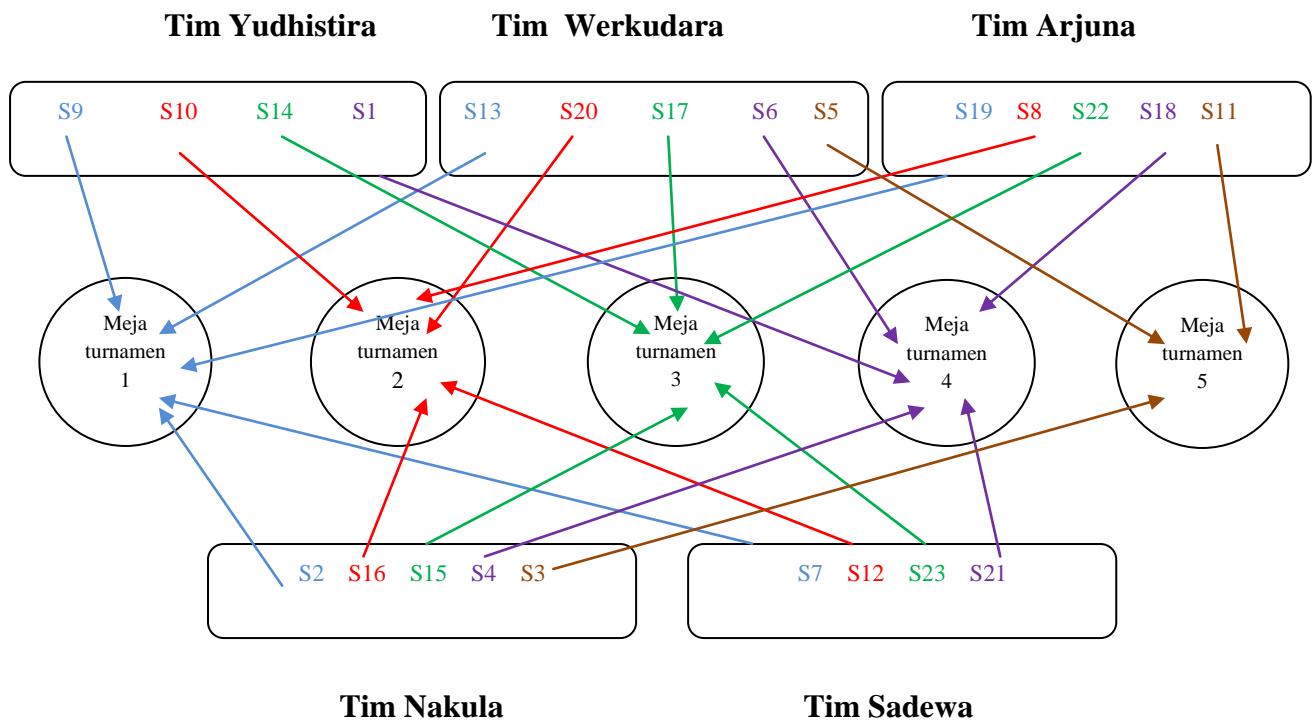 Tim Yudhistira Tim Werkudara Tim Arjuna
S9 S10 S14 S1 S13 S20 S17 S6 S5 S19 S8 S22 S18 S11
Meja
turnamen
1
Meja
turnamen
2
Meja
turnamen
3
Meja
turnamen
4
Meja
turnamen
5
S2 S16 S15 S4 S3 S7 S12 S23 S21
Tim Nakula Tim Sadewa